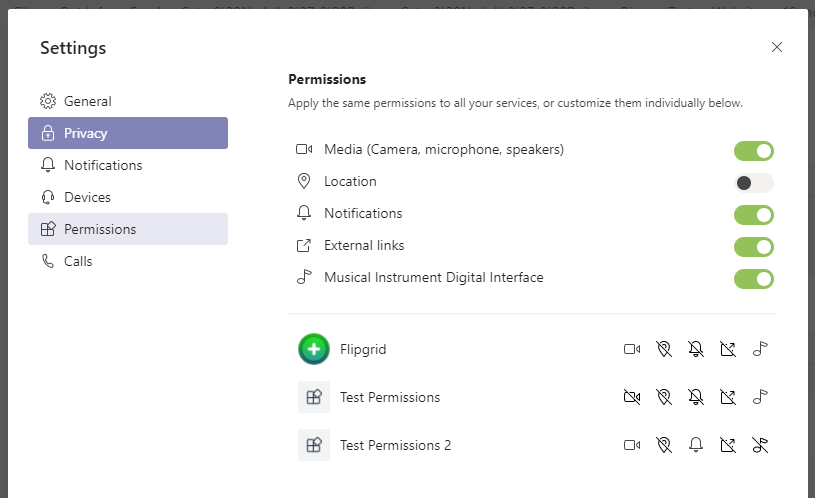 Settings
General
Privacy
Notifications
Devices
Permissions
Calls
Permissions
Apply the same permissions to all your services, or customize them individually below.
Media (Camera, microphone, speakers)
Location
Notifications
External links
Musical Instrument Digital Interface
Flipgrid
Test Permissions
Test Permissions 2